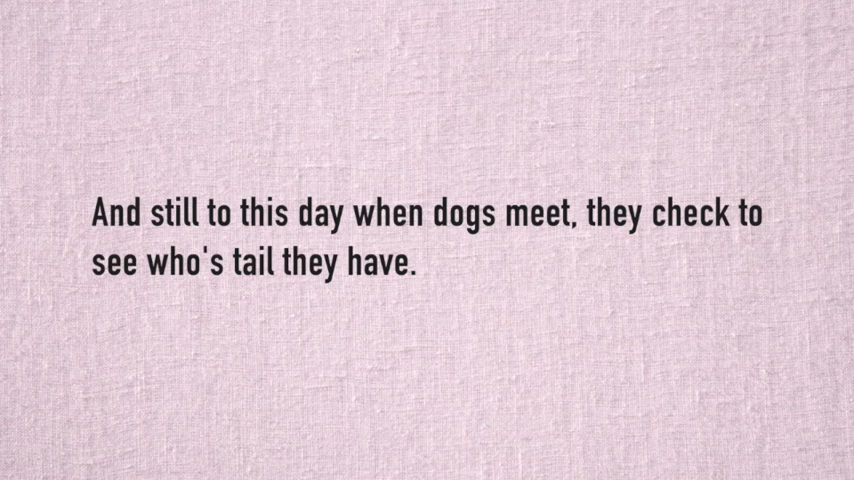 And still to this day when dogs meet, they check to
see who's tail they have.